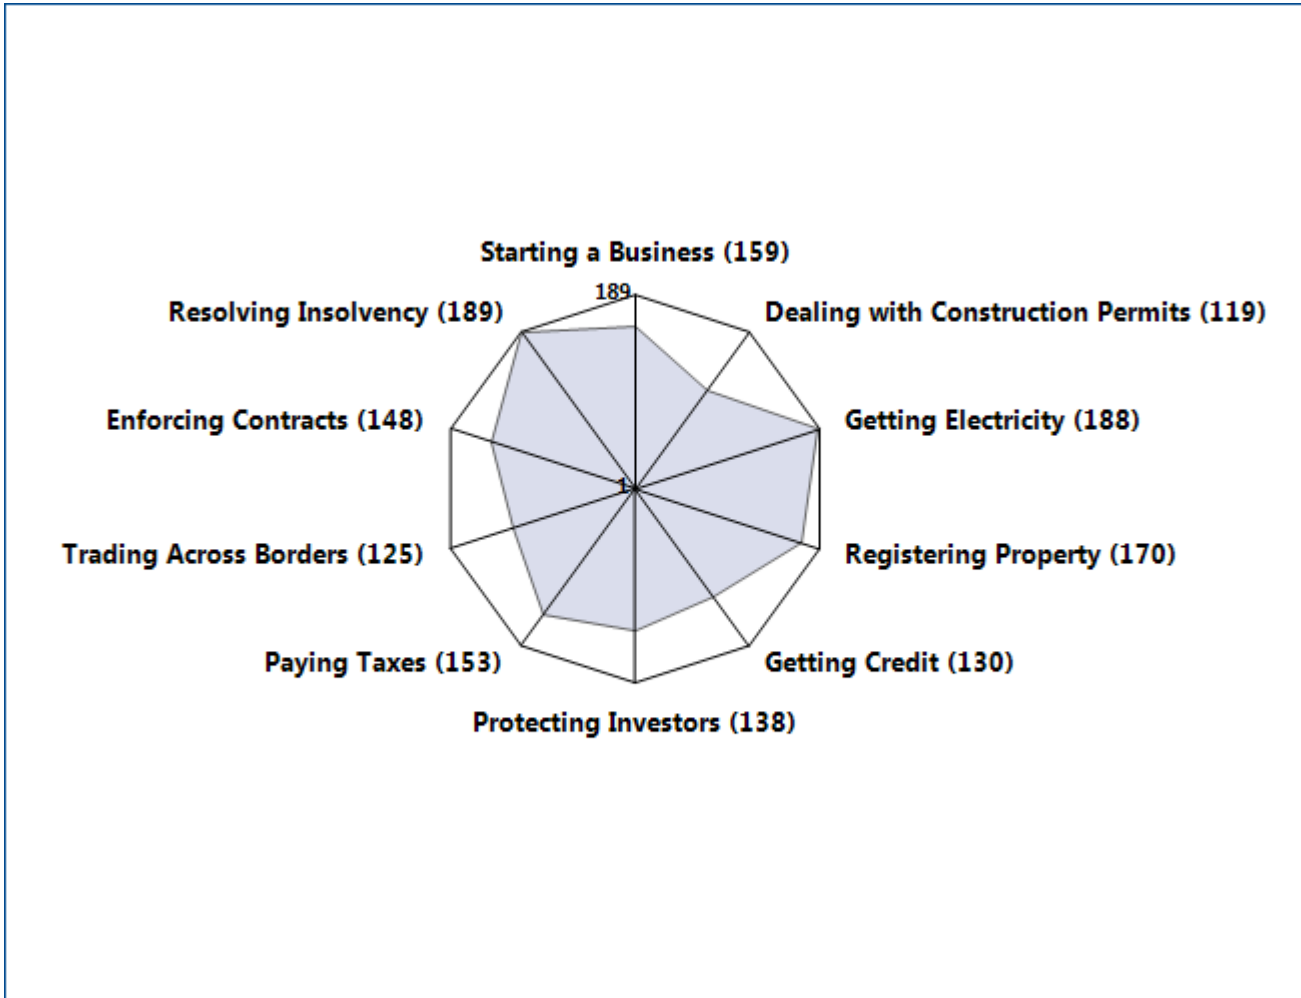 Starting a Business (159)
189
Resolving Insolvency (189)
Dealing with Construction Permits (119)
Enforcing Contracts (148)
Getting Electricity (188)
1
Trading Across Borders (125)
Registering Property (170)
Paying Taxes (153)
Getting Credit (130)
Protecting Investors (138)